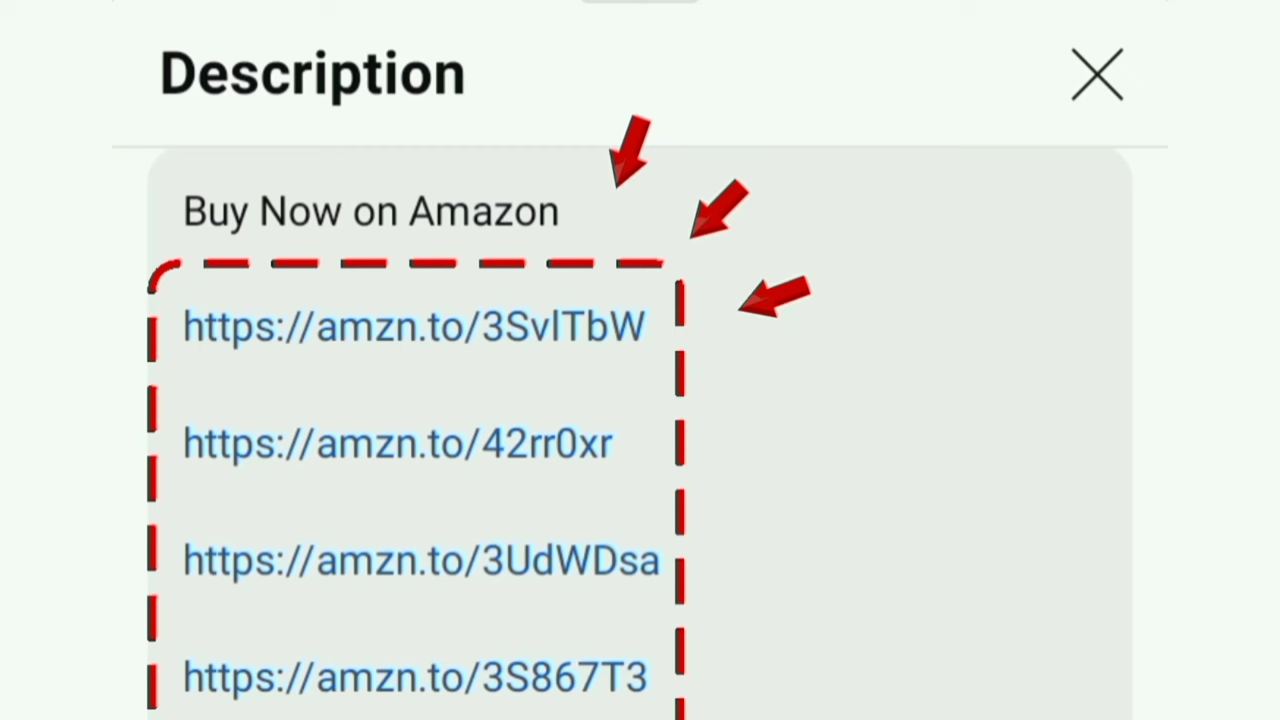 Description
Buy Now on Amazon
https://amzn.to/3SvlTbW
https://amzn.to/42rr0xr
https://amzn.to/3UdWDsa
https://amzn.to/3S867T3